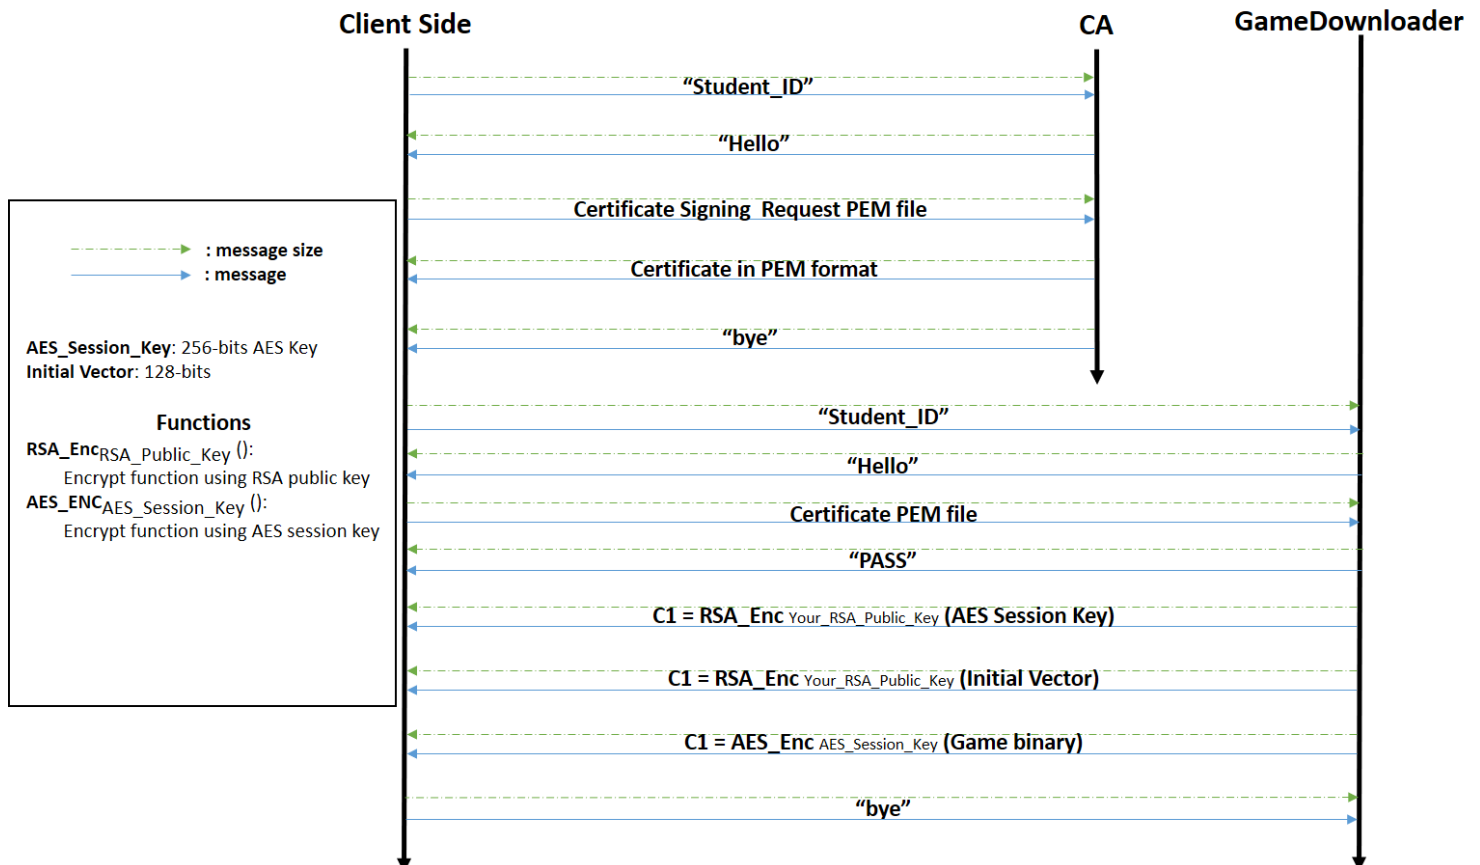 Client Side
CA
GameDownloader
“Student_ID”
“Hello”
Certificate Signing Request PEM file
: message size
: message
Certificate in PEM format
“bye”
AES_Session_Key: 256-bits AES Key
Initial Vector: 128-bits
Functions
RSA_EncRSA_Public_Key ():
Encrypt function using RSA public key
AES_ENCAES_Session_Key ():
Encrypt function using AES session key
“Student_ID”
“Hello”
Certificate PEM file
“PASS”
C1 = RSA_Enc Your_RSA_Public_Key (AES Session Key)
C1 = RSA_Enc Your_RSA_Public_Key (Initial Vector)
C1 = AES_Enc AES_Session_Key (Game binary)
“bye”